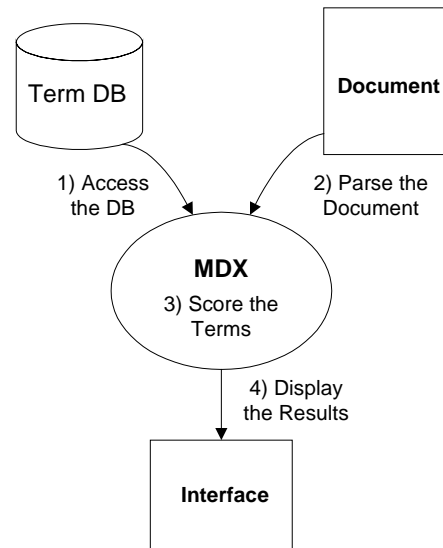 Term DB
Document
1) Access
the DB
2) Parse the
Document
MDX
3) Score the
Terms
4) Display
the Results
Interface